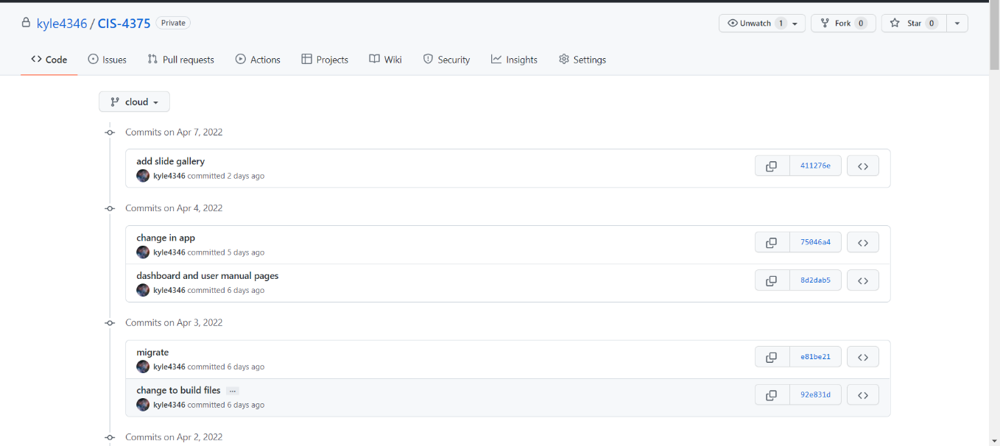 kyle4346 / CIS-4375 Private Unwatch 1 Fork 0 Star 0
Code Issues Pull requests Actions Projects Wiki Security Insights Settings
cloud
Commits on Apr 7, 2022
add slide gallery
kyle4346 committed 2 days ago
411276e
Commits on Apr 4, 2022
change in app
kyle4346 committed 5 days ago
75046a4
dashboard and user manual pages
kyle4346 committed 6 days ago
8d2dab5
Commits on Apr 3, 2022
migrate
kyle4346 committed 6 days ago
e81be21
change to build files ...
kyle4346 committed 6 days ago
92e831d
Commits on Apr 2, 2022